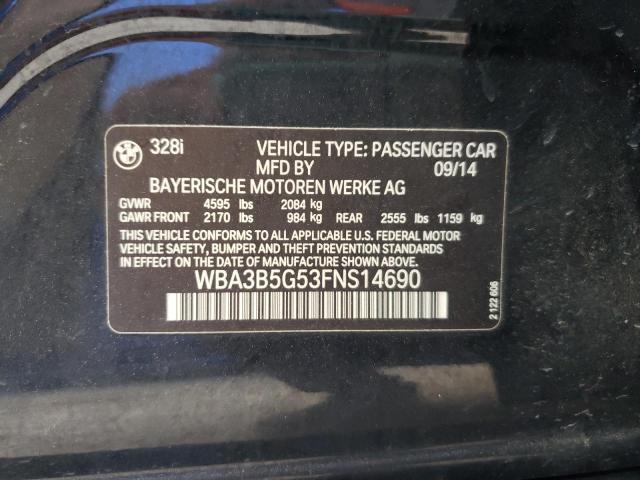 BMW 328i VEHICLE TYPE: PASSENGER CAR
MFD BY 09/14
BAYERISCHE MOTOREN WERKE AG
GVWR 4595 lbs 2084 kg
GAWR FRONT 2170 lbs 984 kg REAR 2555 lbs 1159 kg
THIS VEHICLE CONFORMS TO ALL APPLICABLE U.S. FEDERAL MOTOR
VEHICLE SAFETY, BUMPER AND THEFT PREVENTION STANDARDS
IN EFFECT ON THE DATE OF MANUFACTURE SHOWN ABOVE.
WBA3B5G53FNS14690
2 122 606